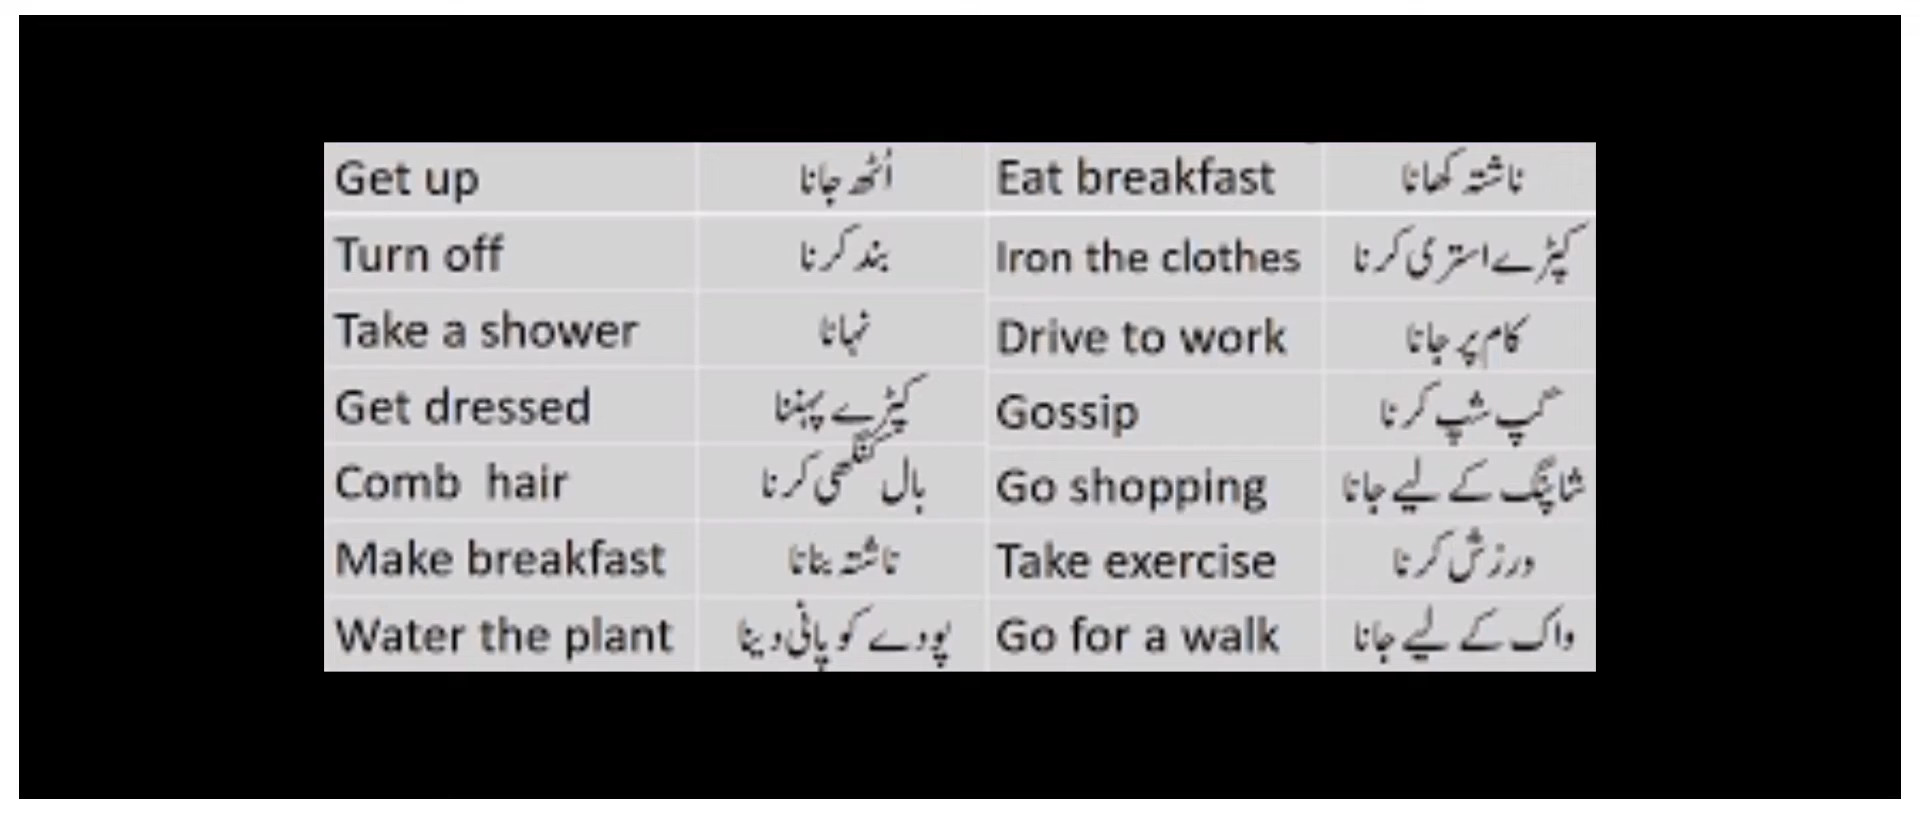 Get up اُٹھ جانا Eat breakfast ناشتہ کھانا
Turn off بند کرنا Iron the clothes کپڑے استری کرنا
Take a shower نہانا Drive to work کام پر جانا
Get dressed کپڑے پہننا Gossip گپ شپ کرنا
Comb hair بال کنگھی کرنا Go shopping شاپنگ کے لیے جانا
Make breakfast ناشتہ بنانا Take exercise ورزش کرنا
Water the plant پودے کو پانی دینا Go for a walk واک کے لیے جانا